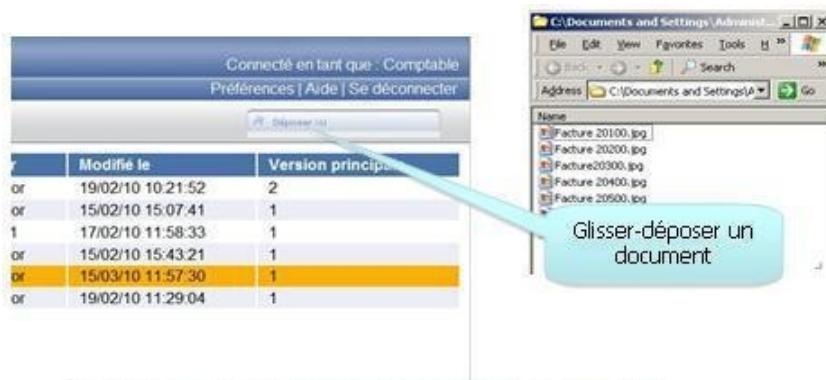 Connecté en tant que : Comptable
Préférences | Aide | Se déconnecter
Déposer ici
Modifié le Version principale
or 19/02/10 10:21:52 2
or 15/02/10 15:07:41 1
1 17/02/10 11:58:33 1
or 15/02/10 15:43:21 1
or 15/03/10 11:57:30 1
or 19/02/10 11:29:04 1
C:\Documents and Settings\Administ...
File Edit View Favorites Tools H »
Back Search »
Address C:\Documents and Settings\A Go
Name
Facture 20100.jpg
Facture 20200.jpg
Facture20300.jpg
Facture 20400.jpg
Facture 20500.jpg
Glisser-déposer un
document